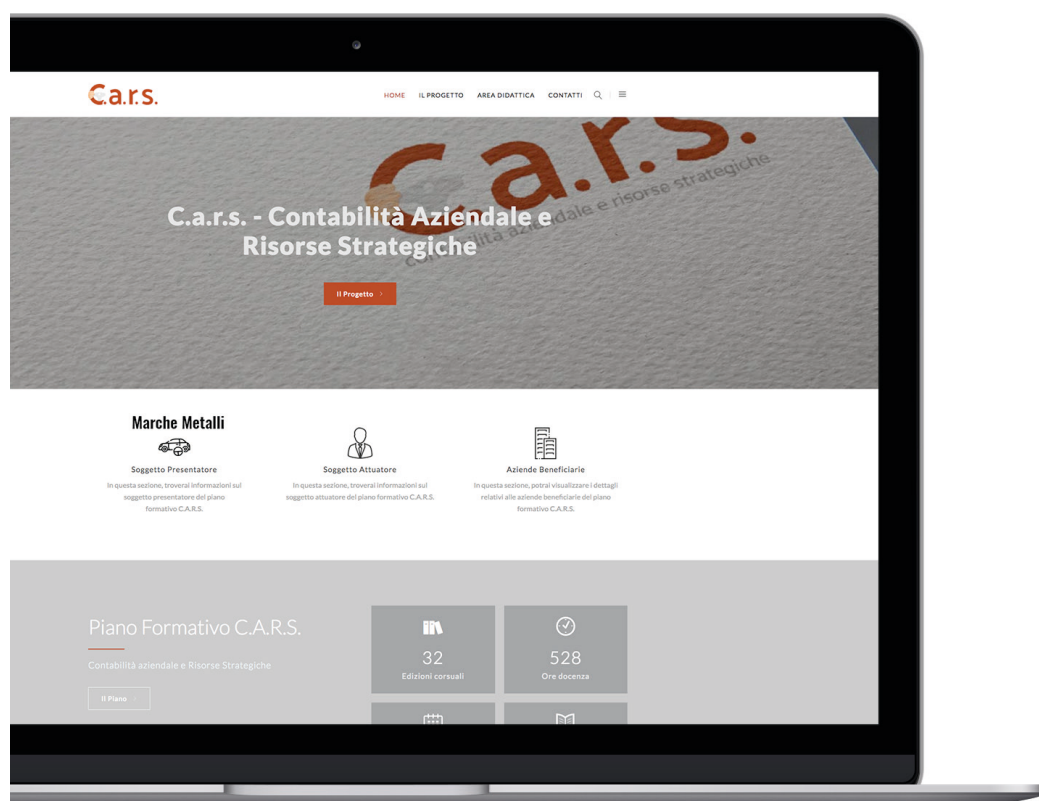 C.a.r.s.
HOME IL PROGETTO AREA DIDATTICA CONTATTI
C.a.r.s.
contabilità aziendale e risorse strategiche
C.a.r.s. - Contabilità Aziendale e
Risorse Strategiche
Il Progetto
Marche Metalli
Soggetto Presentatore
In questa sezione, troverai informazioni sul
soggetto presentatore del piano
formativo C.A.R.S.
Soggetto Attuatore
In questa sezione, troverai informazioni sul
soggetto attuatore del piano formativo C.A.R.S.
Aziende Beneficiarie
In questa sezione, potrai visualizzare i dettagli
relativi alle aziende beneficiarie del piano
formativo C.A.R.S.
Piano Formativo C.A.R.S.
Contabilità aziendale e Risorse Strategiche
Il Piano
32
Edizioni corsuali
528
Ore docenza